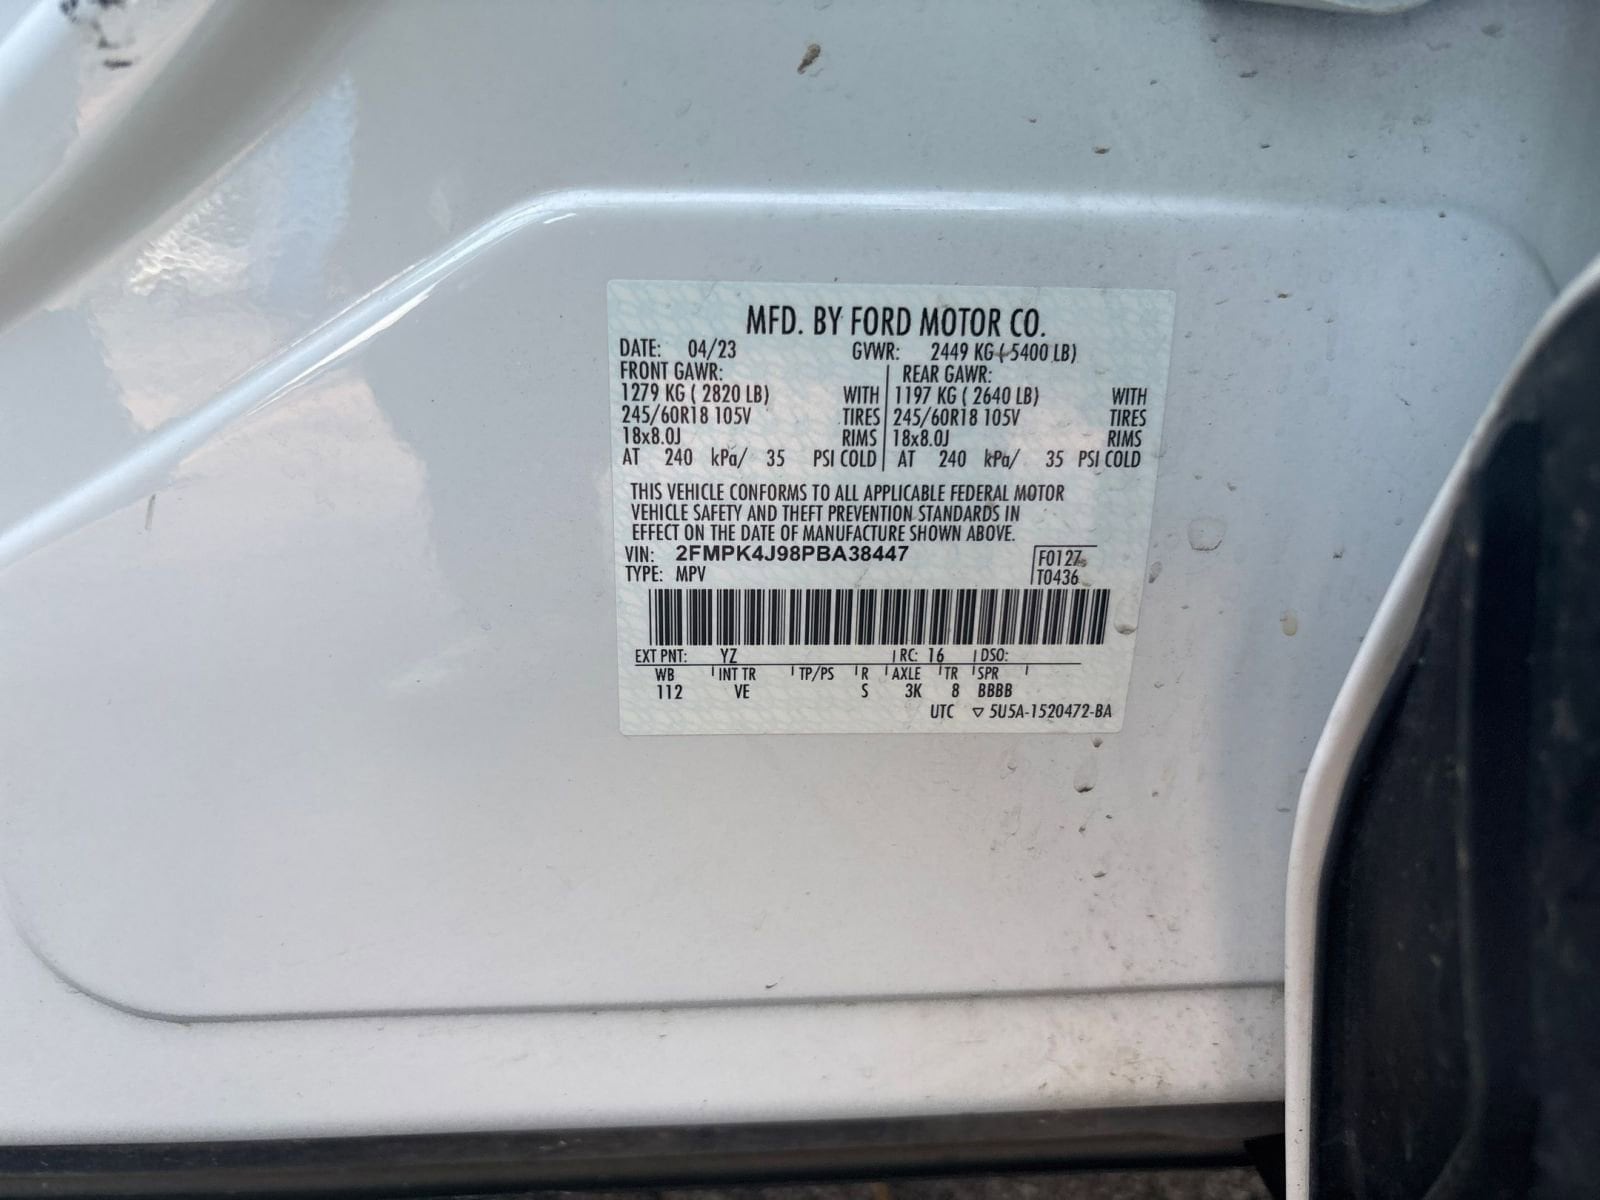 MFD. BY FORD MOTOR CO.
DATE: 04/23 GVWR: 2449 KG ( 5400 LB)
FRONT GAWR: REAR GAWR:
1279 KG ( 2820 LB) WITH 1197 KG ( 2640 LB) WITH
245/60R18 105V TIRES 245/60R18 105V TIRES
18x8.0J RIMS 18x8.0J RIMS
AT 240 kPa/ 35 PSI COLD AT 240 kPa/ 35 PSI COLD
THIS VEHICLE CONFORMS TO ALL APPLICABLE FEDERAL MOTOR
VEHICLE SAFETY AND THEFT PREVENTION STANDARDS IN
EFFECT ON THE DATE OF MANUFACTURE SHOWN ABOVE.
VIN: 2FMPK4J98PBA38447 F0127
TYPE: MPV T0436
EXT PNT: YZ RC: 16 DSO:
WB INT TR TP/PS R AXLE TR SPR
112 VE S 3K 8 BBBB
UTC ▽ 5U5A-1520472-BA